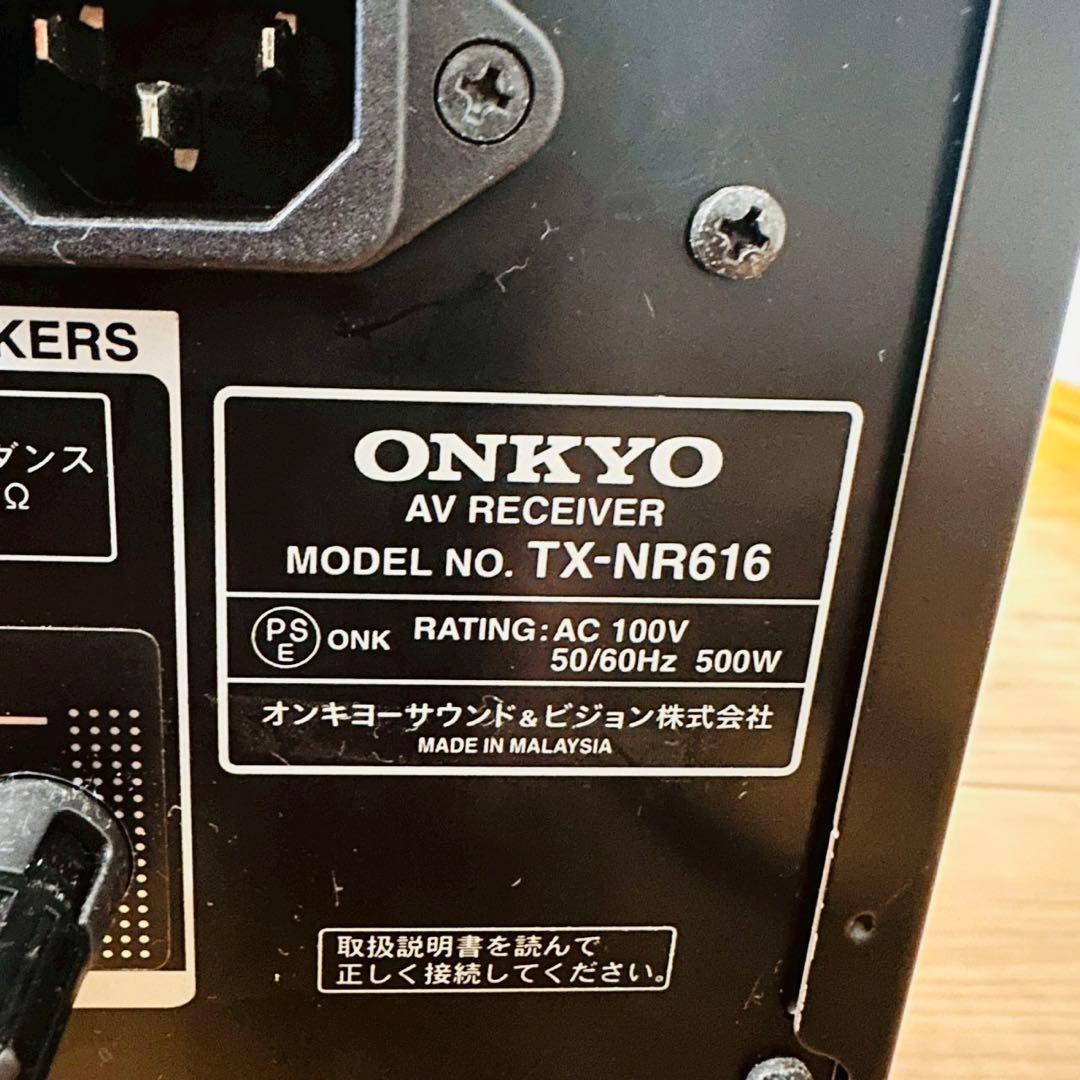 KERS
ダンス
Ω
ONKYO
AV RECEIVER
MODEL NO. TX-NR616
PSE ONK RATING: AC 100V
50/60Hz 500W
オンキヨーサウンド&ビジョン株式会社
MADE IN MALAYSIA
取扱説明書を読んで
正しく接続してください。